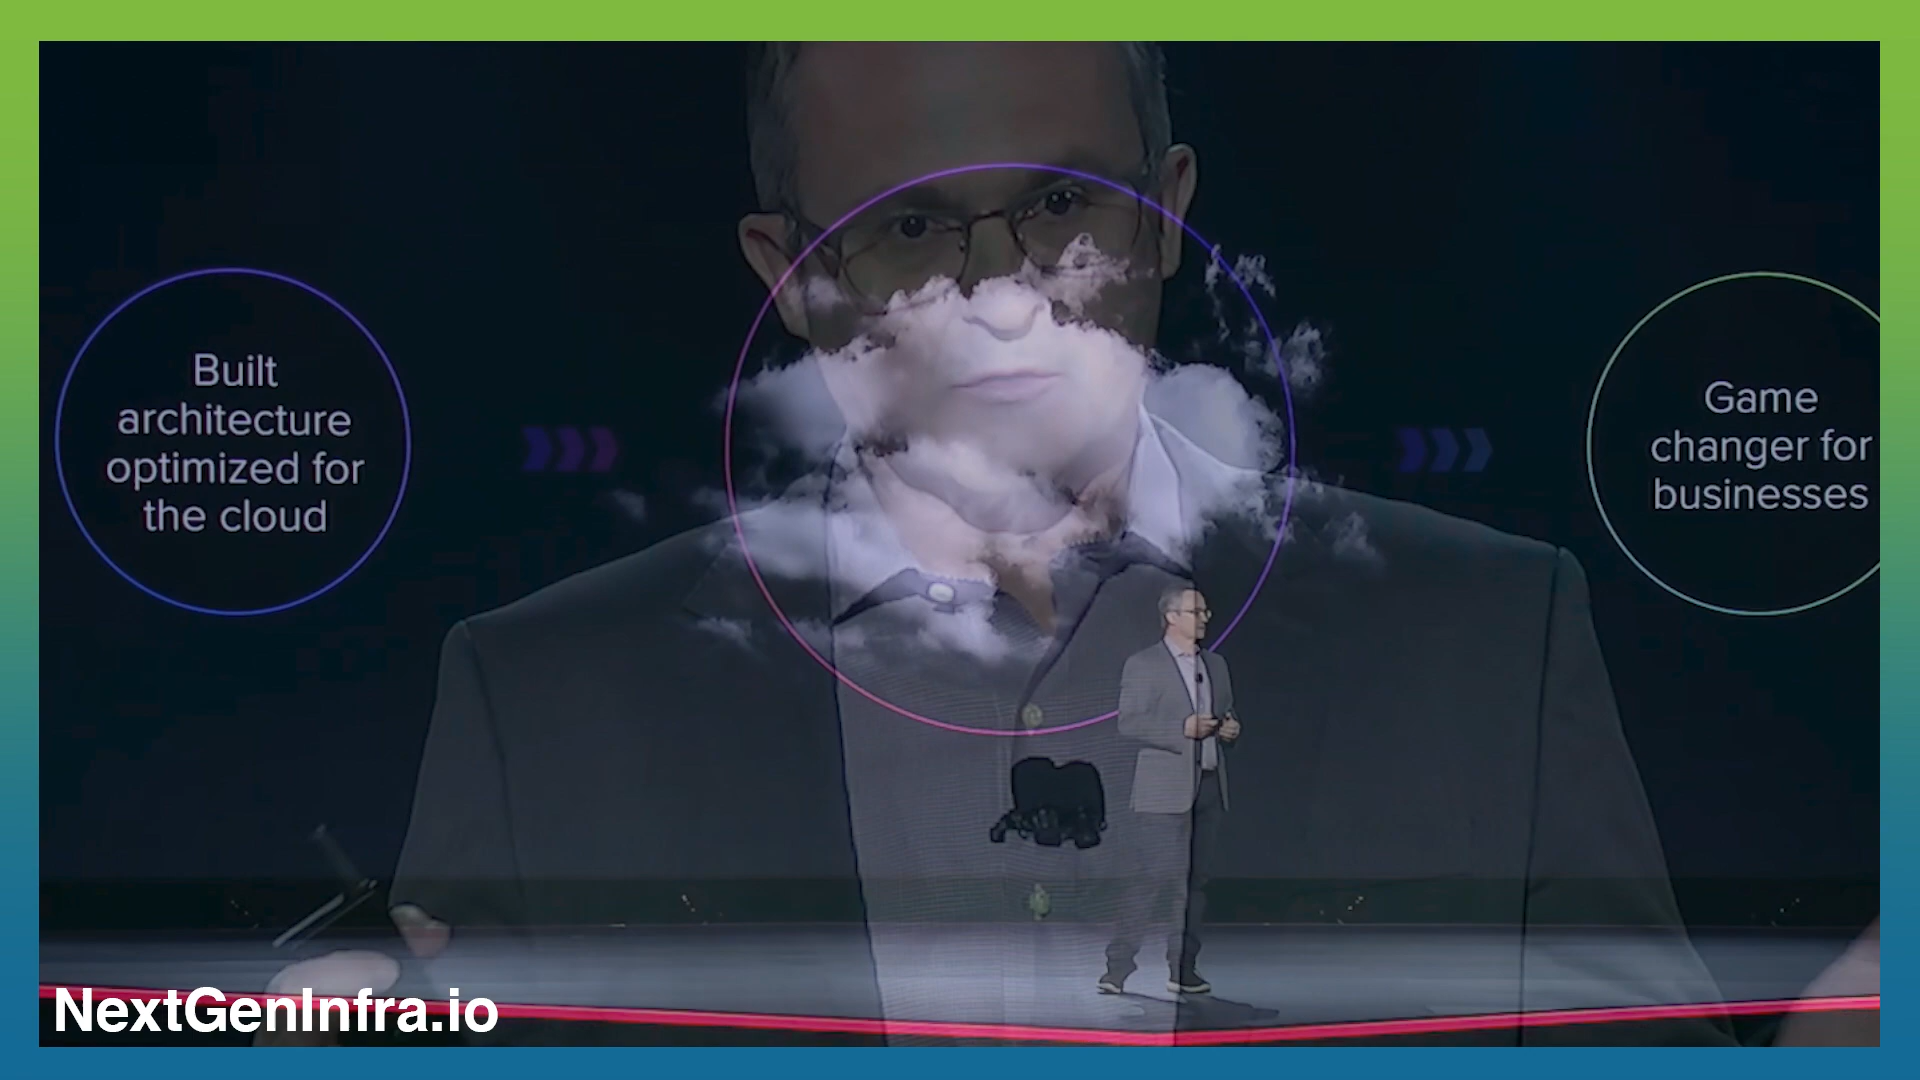 Built
architecture
optimized for
the cloud
Game
changer for
businesses
NextGenInfra.io